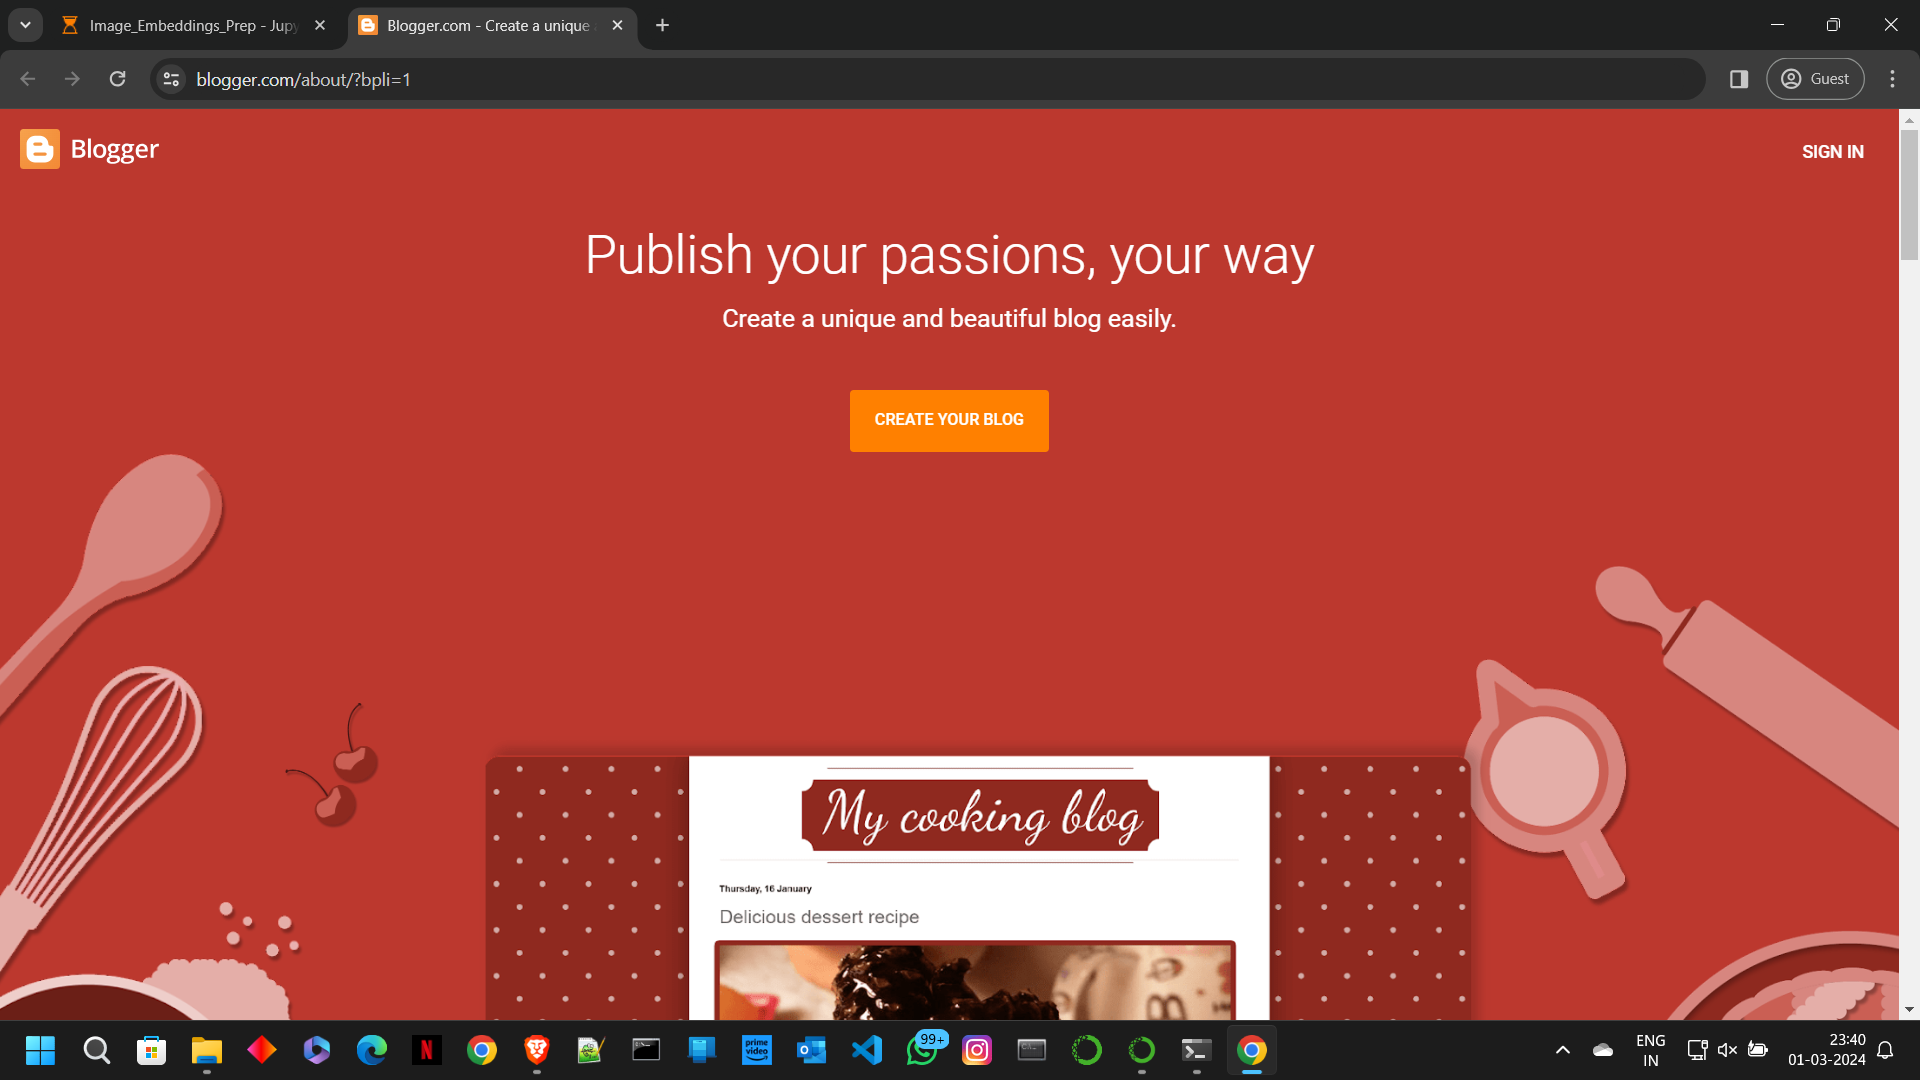 Image_Embeddings_Prep - Jupy
Blogger.com - Create a unique
blogger.com/about/?bpli=1
Guest
Blogger
SIGN IN
Publish your passions, your way
Create a unique and beautiful blog easily.
CREATE YOUR BLOG
My cooking blog
Thursday, 16 January
Delicious dessert recipe
99+
prime video
ENG
IN
23:40
01-03-2024